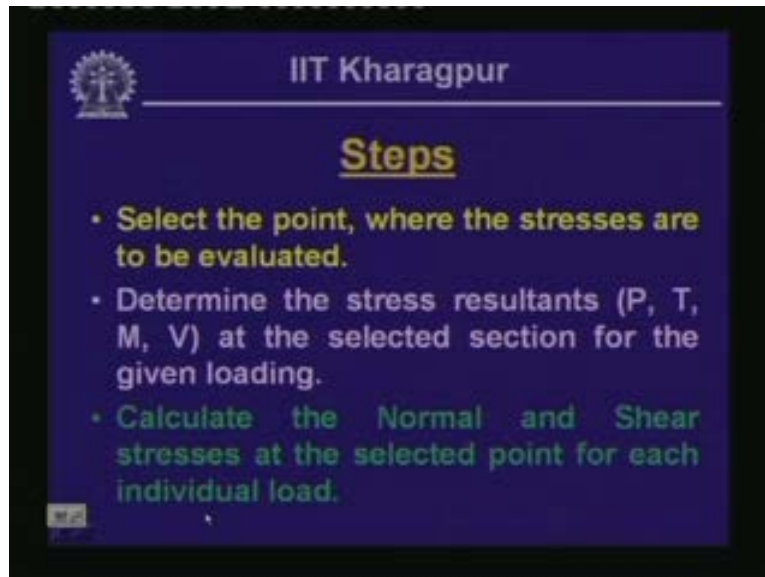 IIT Kharagpur
Steps
• Select the point, where the stresses are
to be evaluated.
• Determine the stress resultants (P, T,
M, V) at the selected section for the
given loading.
• Calculate the Normal and Shear
stresses at the selected point for each
individual load.